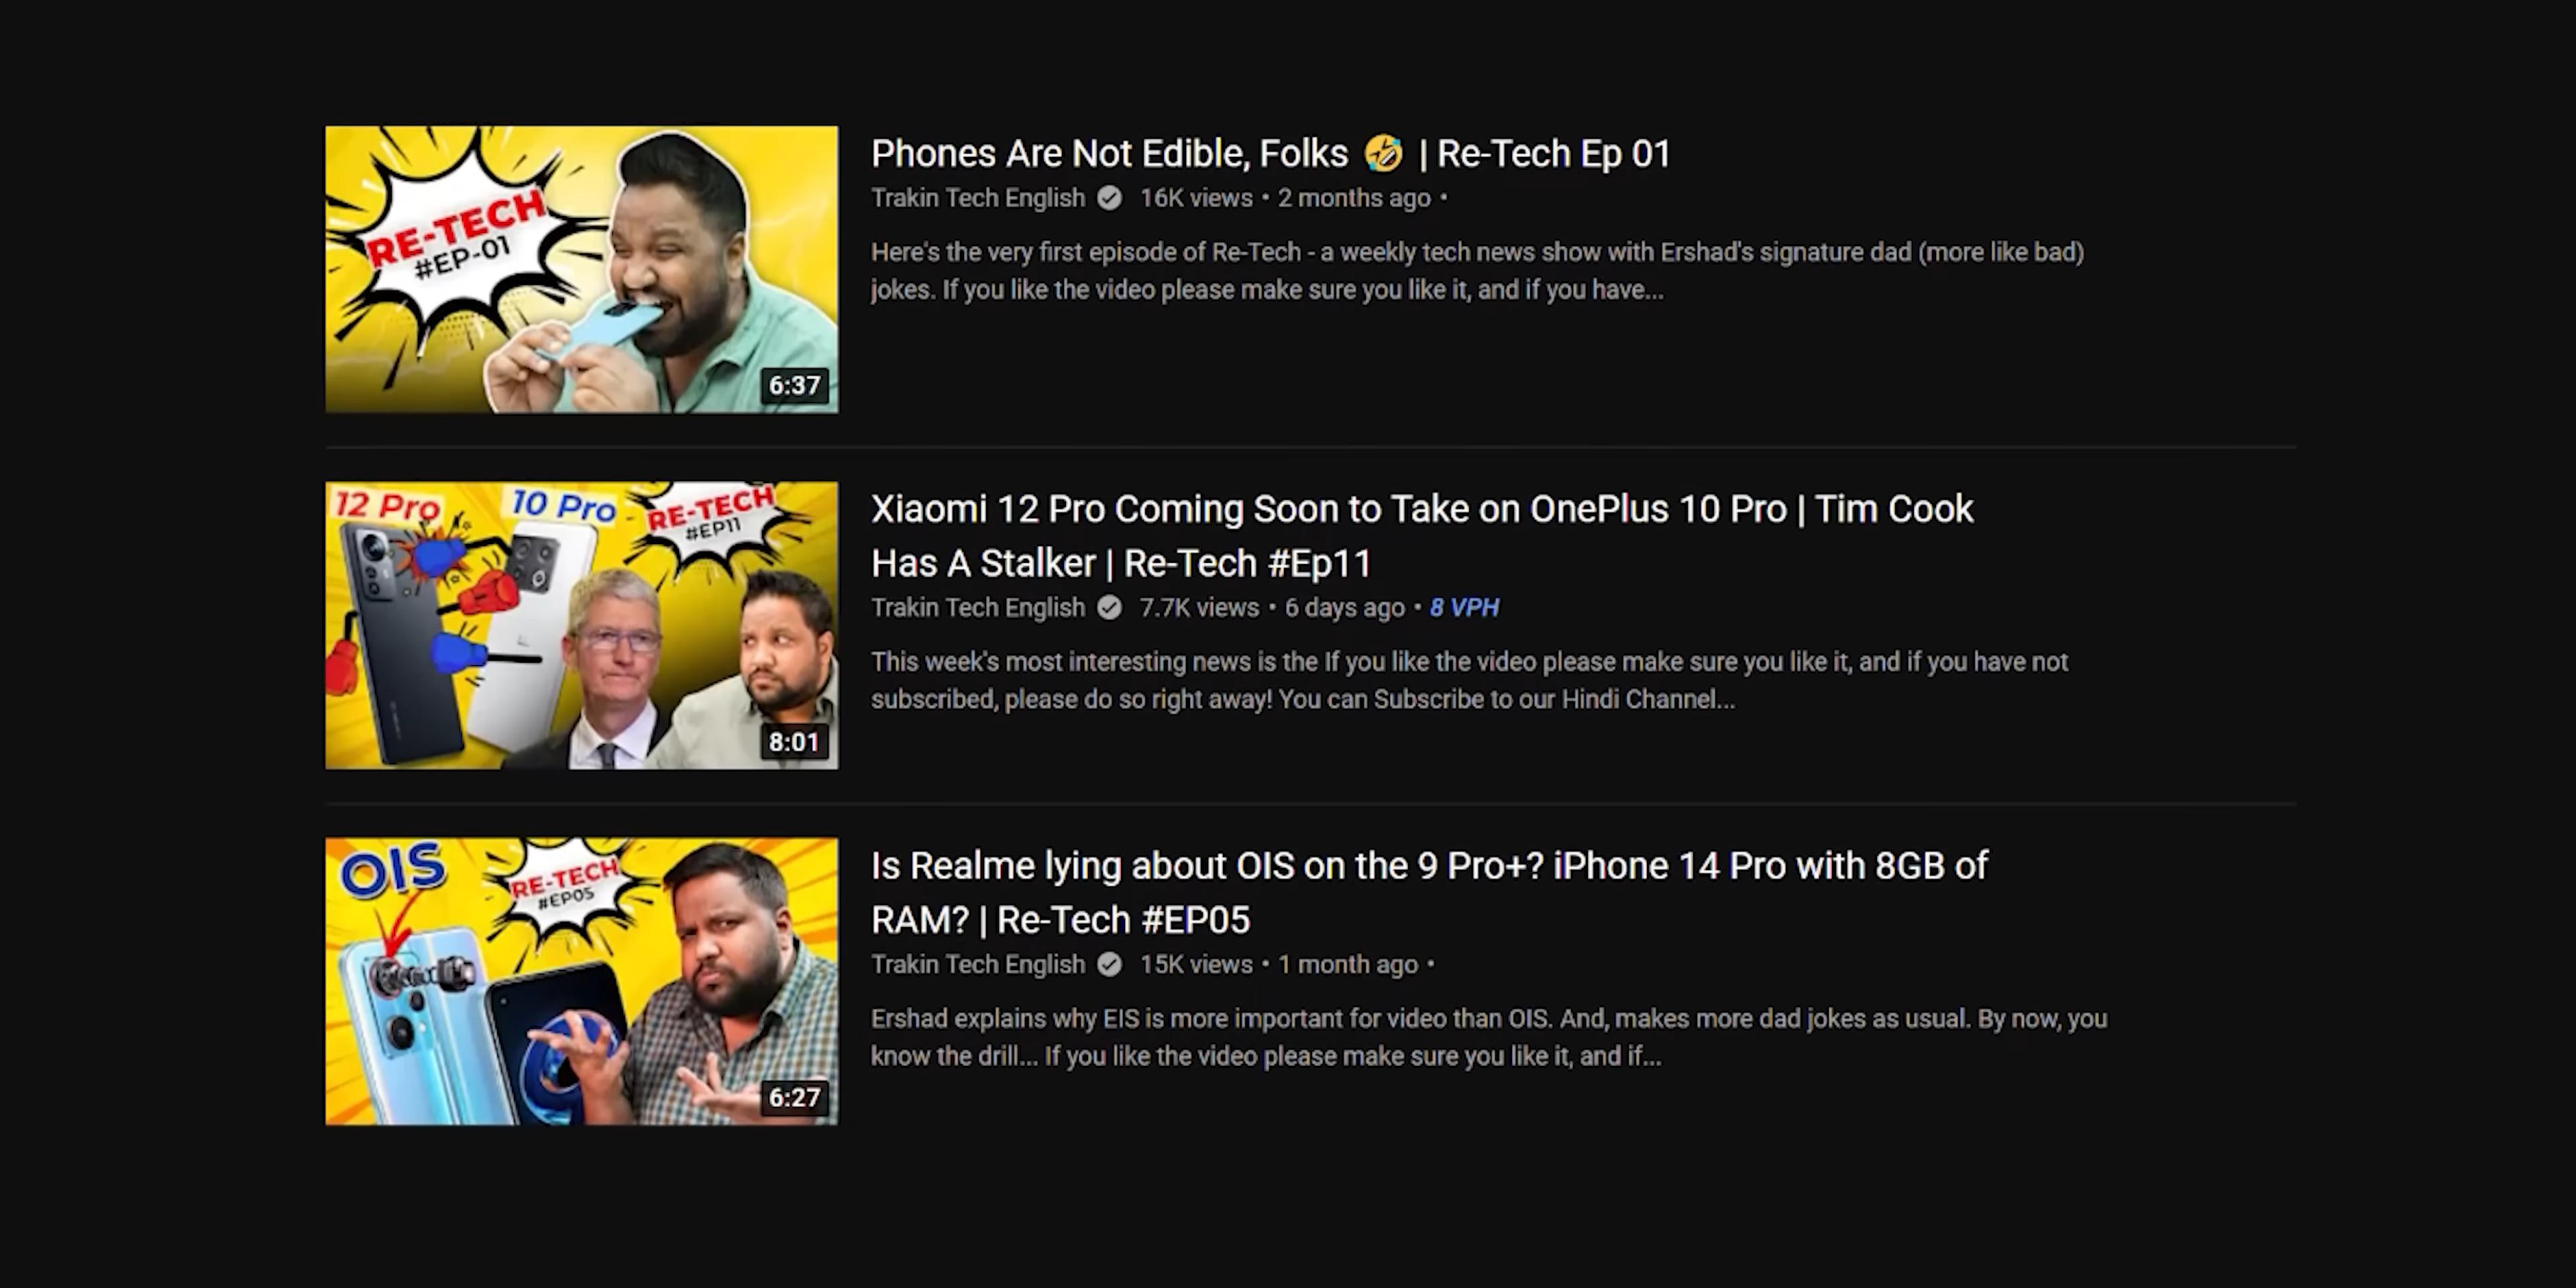 RE-TECH
#EP-01
6:37
Phones Are Not Edible, Folks 🤣 | Re-Tech Ep 01
Trakin Tech English 16K views • 2 months ago •
Here's the very first episode of Re-Tech - a weekly tech news show with Ershad's signature dad (more like bad)
jokes. If you like the video please make sure you like it, and if you have...
12 Pro
10 Pro
RE-TECH
#EP11
8:01
Xiaomi 12 Pro Coming Soon to Take on OnePlus 10 Pro | Tim Cook
Has A Stalker | Re-Tech #Ep11
Trakin Tech English 7.7K views • 6 days ago • 8 VPH
This week's most interesting news is the If you like the video please make sure you like it, and if you have not
subscribed, please do so right away! You can Subscribe to our Hindi Channel...
OIS
RE-TECH
#EP05
6:27
Is Realme lying about OIS on the 9 Pro+? iPhone 14 Pro with 8GB of
RAM? | Re-Tech #EP05
Trakin Tech English 15K views • 1 month ago •
Ershad explains why EIS is more important for video than OIS. And, makes more dad jokes as usual. By now, you
know the drill... If you like the video please make sure you like it, and if...